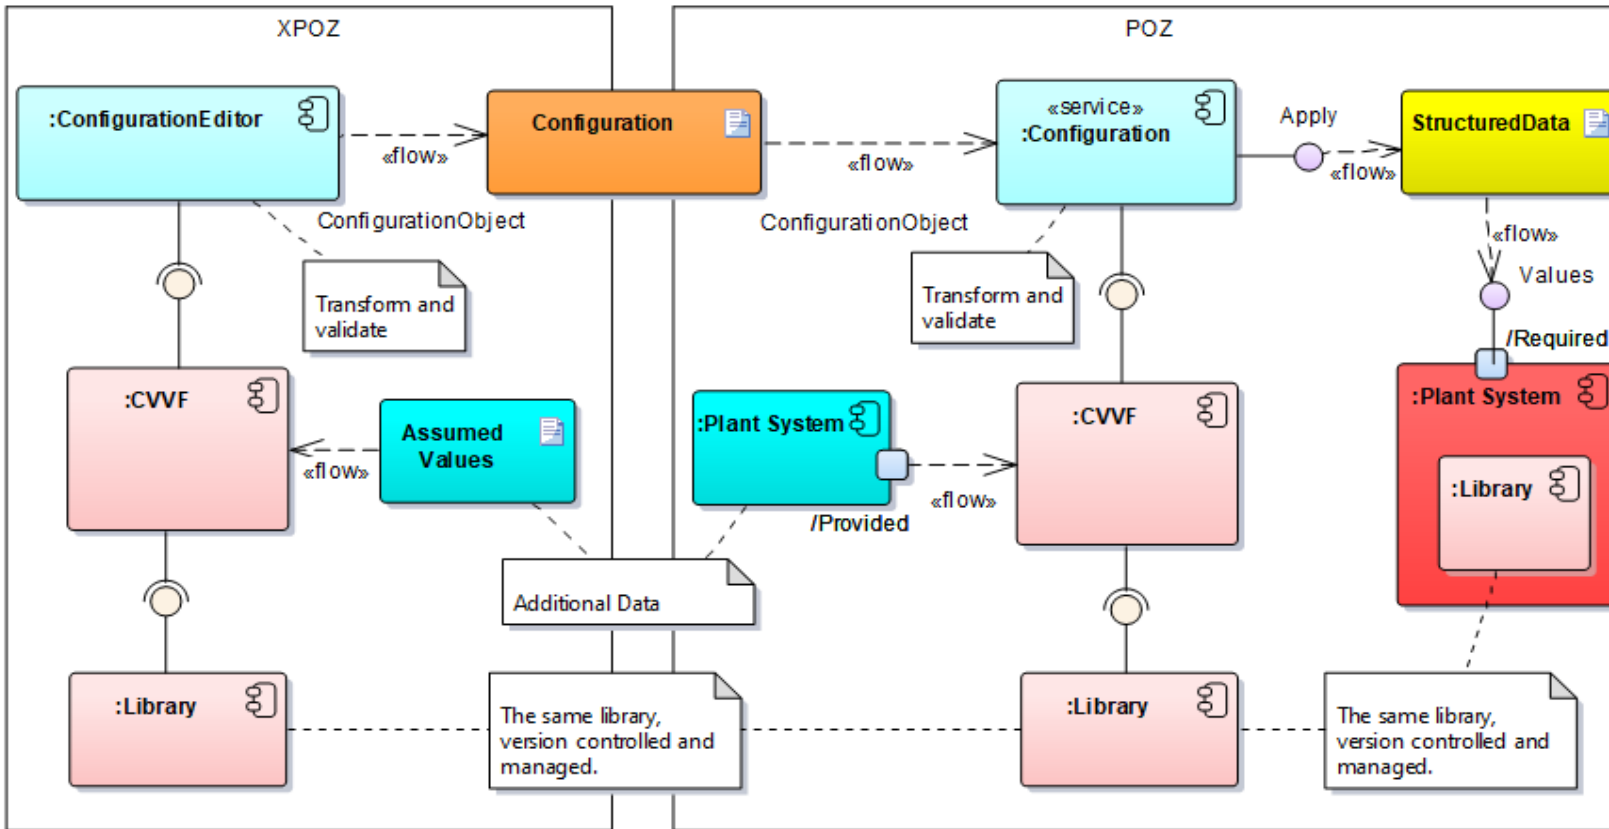 XPOZ
POZ
:ConfigurationEditor
«flow»
ConfigurationObject
Configuration
«flow»
ConfigurationObject
«service»
:Configuration
Apply
«flow»
StructuredData
«flow»
Values
/Required
Transform and
validate
Transform and
validate
:CVVF
«flow»
Assumed
Values
:Plant System
/Provided
«flow»
:CVVF
:Plant System
:Library
Additional Data
:Library
The same library,
version controlled and
managed.
:Library
The same library,
version controlled and
managed.